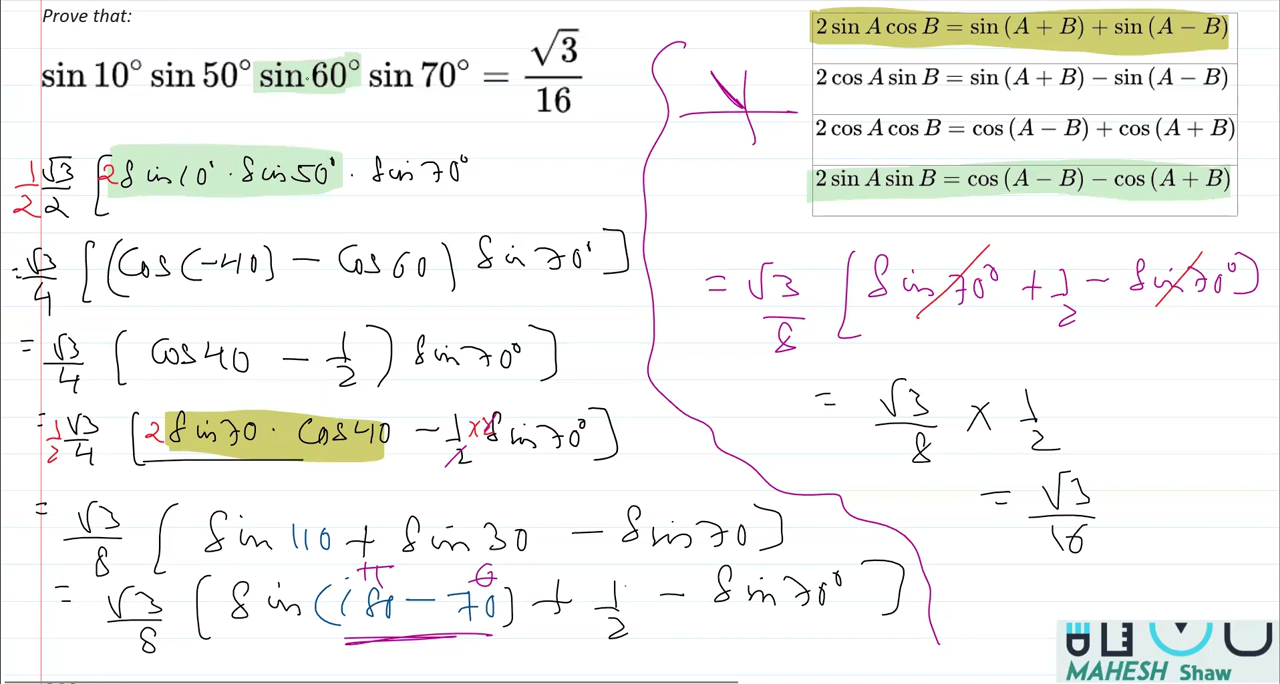 Prove that:
sin 10° sin 50° sin 60° sin 70° = √3/16
1/2 √3/2 [2 sin 10° · sin 50° · sin 70°
= √3/4 [(cos(-40) - cos 60) sin 70°]
= √3/4 [cos 40 - 1/2) sin 70°]
= 1/2 √3/4 [2 sin 70 · cos 40 - 1/2 ×2 sin 70°]
= √3/8 [sin 110 + sin 30 - sin 70]
π θ
= √3/8 [sin (180 - 70) + 1/2 - sin 70°]
2 sin A cos B = sin (A + B) + sin (A − B)
2 cos A sin B = sin (A + B) − sin (A − B)
2 cos A cos B = cos (A − B) + cos (A + B)
2 sin A sin B = cos (A − B) − cos (A + B)
= √3/8 [sin 70° + 1/2 - sin 70°]
= √3/8 × 1/2
= √3/16
MAHESH Shaw